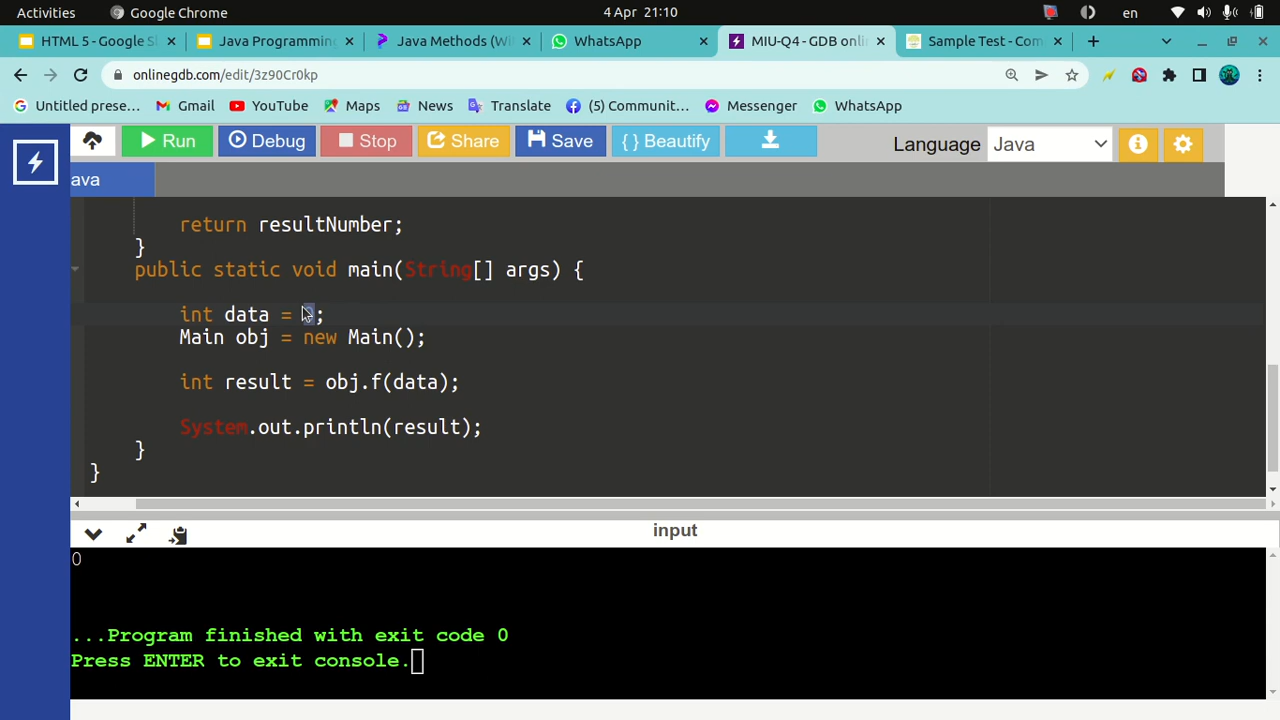 Activities
Google Chrome
4 Apr 21:10
en
HTML 5 - Google Sl
Java Programmin
Java Methods (Wi
WhatsApp
MIU-Q4 - GDB onli
Sample Test - Com
onlinegdb.com/edit/3z90Cr0kp
Untitled prese...
Gmail
YouTube
Maps
News
Translate
(5) Communit...
Messenger
WhatsApp
Run
Debug
Stop
Share
Save
{ } Beautify
Language
Java
ava
return resultNumber;
}
public static void main(String[] args) {
int data = ;
Main obj = new Main();
int result = obj.f(data);
System.out.println(result);
}
}
input
0
...Program finished with exit code 0
Press ENTER to exit console.